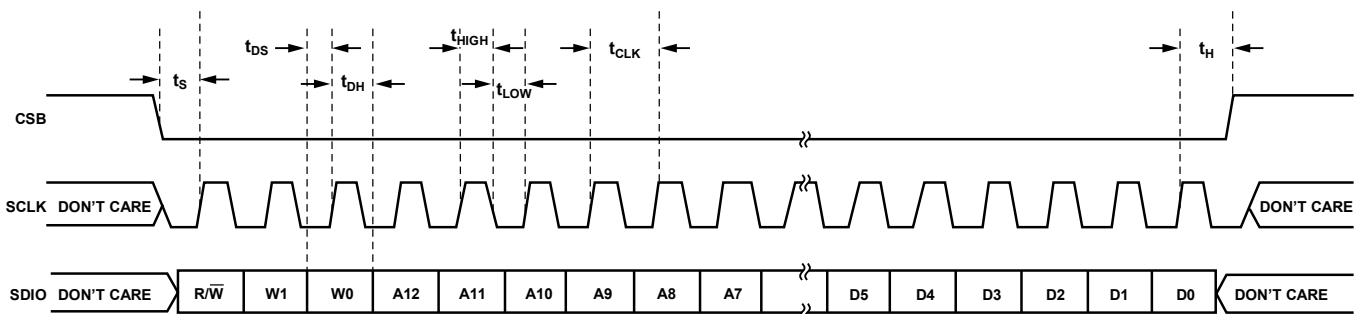 tDS
tHIGH
tCLK
tH
tS
tDH
tLOW
CSB
SCLK DON'T CARE
DON'T CARE
SDIO DON'T CARE R/W̅ W1 W0 A12 A11 A10 A9 A8 A7 D5 D4 D3 D2 D1 D0 DON'T CARE